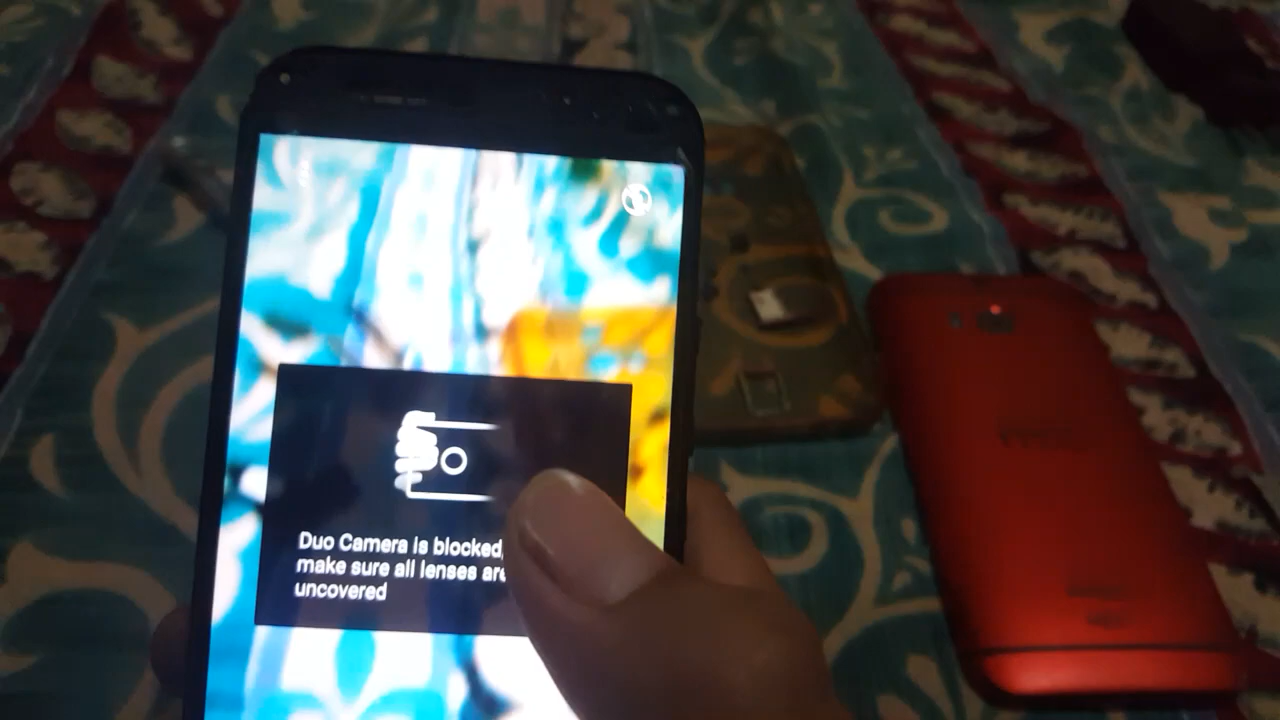 Duo Camera is blocked,
make sure all lenses are
uncovered